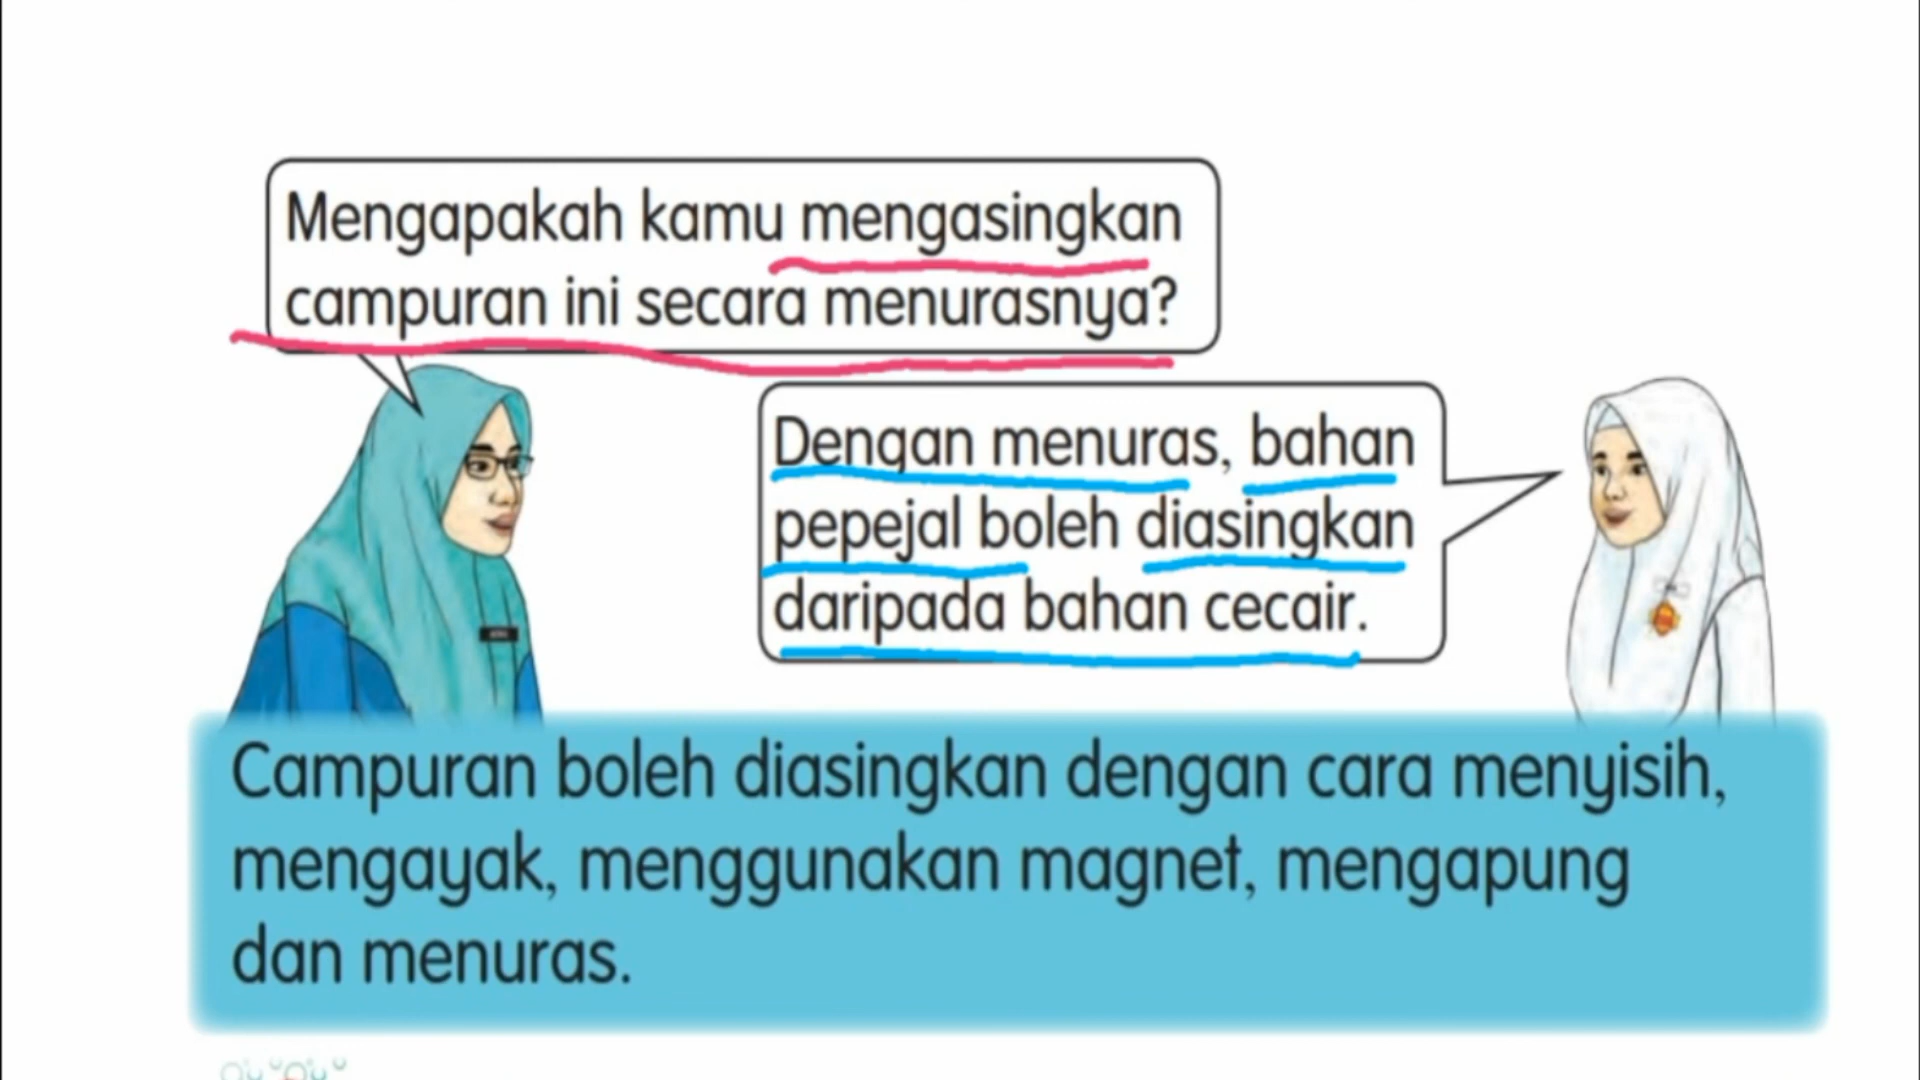 Mengapakah kamu mengasingkan
campuran ini secara menurasnya?
Dengan menuras, bahan
pepejal boleh diasingkan
daripada bahan cecair.
Campuran boleh diasingkan dengan cara menyisih,
mengayak, menggunakan magnet, mengapung
dan menuras.